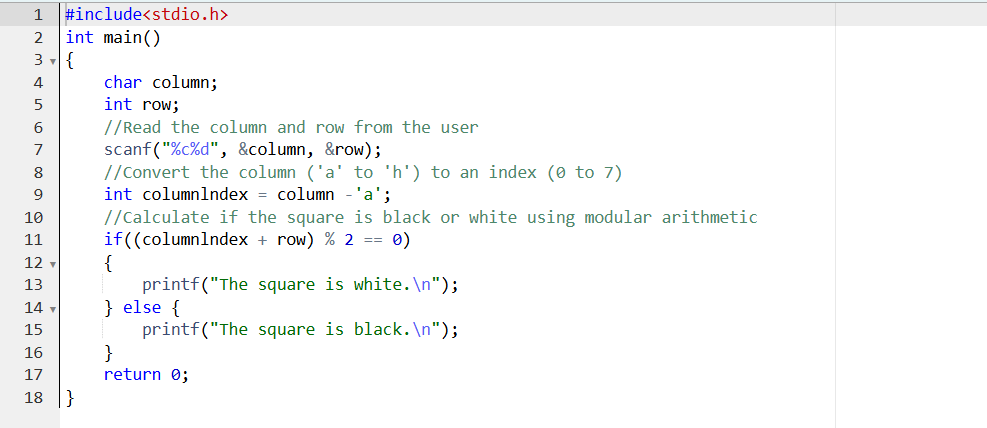 1 #include<stdio.h>
2 int main()
3 {
4 char column;
5 int row;
6 //Read the column and row from the user
7 scanf("%c%d", &column, &row);
8 //Convert the column ('a' to 'h') to an index (0 to 7)
9 int columnlndex = column -'a';
10 //Calculate if the square is black or white using modular arithmetic
11 if((columnlndex + row) % 2 == 0)
12 {
13 printf("The square is white.\n");
14 } else {
15 printf("The square is black.\n");
16 }
17 return 0;
18 }